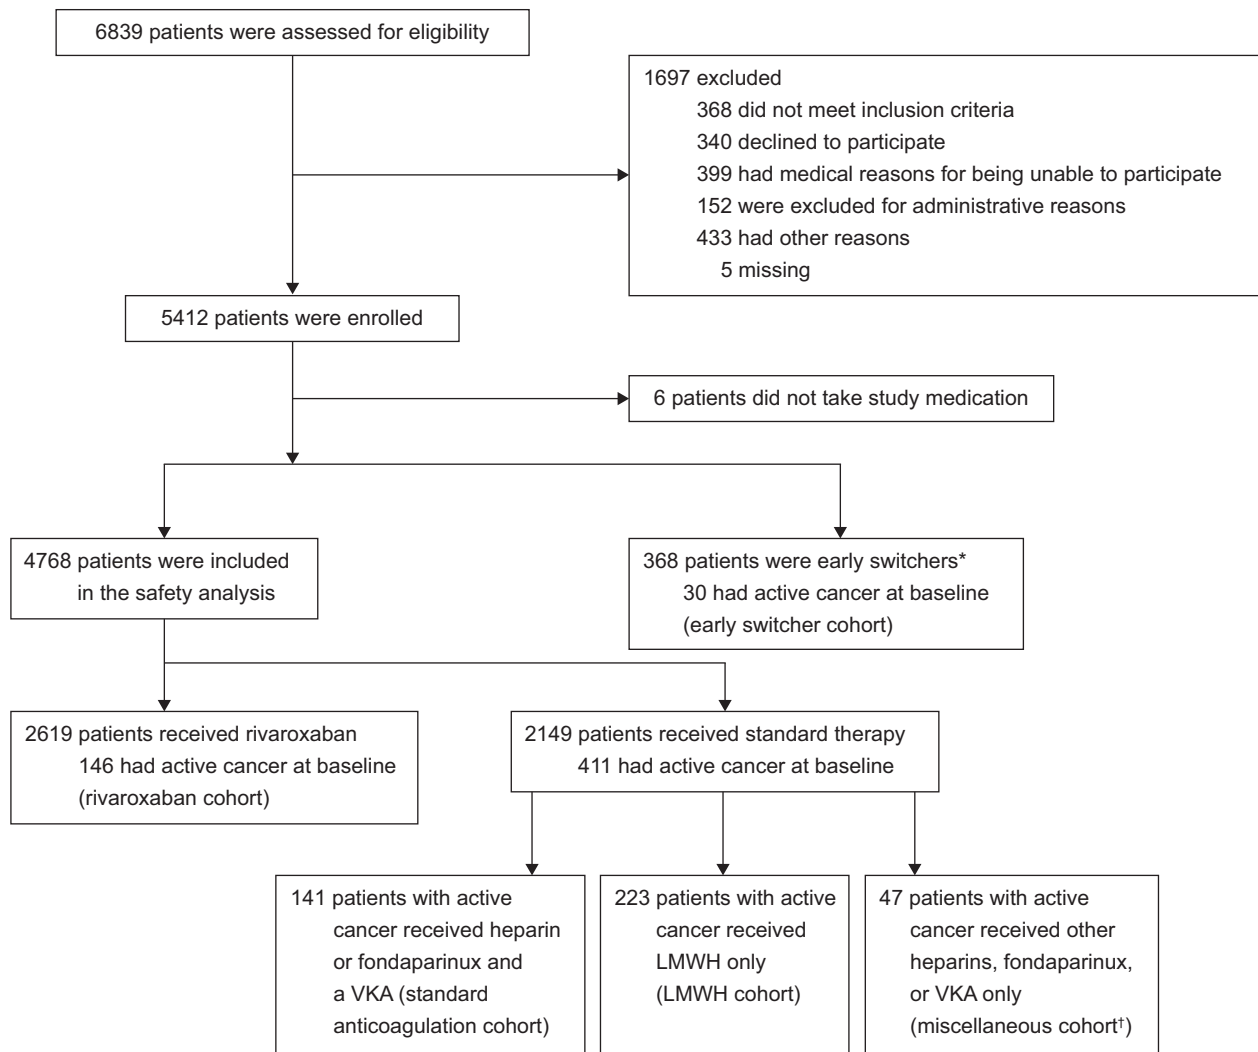 6839 patients were assessed for eligibility
1697 excluded
368 did not meet inclusion criteria
340 declined to participate
399 had medical reasons for being unable to participate
152 were excluded for administrative reasons
433 had other reasons
5 missing
5412 patients were enrolled
6 patients did not take study medication
4768 patients were included
in the safety analysis
368 patients were early switchers*
30 had active cancer at baseline
(early switcher cohort)
2619 patients received rivaroxaban
146 had active cancer at baseline
(rivaroxaban cohort)
2149 patients received standard therapy
411 had active cancer at baseline
141 patients with active
cancer received heparin
or fondaparinux and
a VKA (standard
anticoagulation cohort)
223 patients with active
cancer received
LMWH only
(LMWH cohort)
47 patients with active
cancer received other
heparins, fondaparinux,
or VKA only
(miscellaneous cohort†)